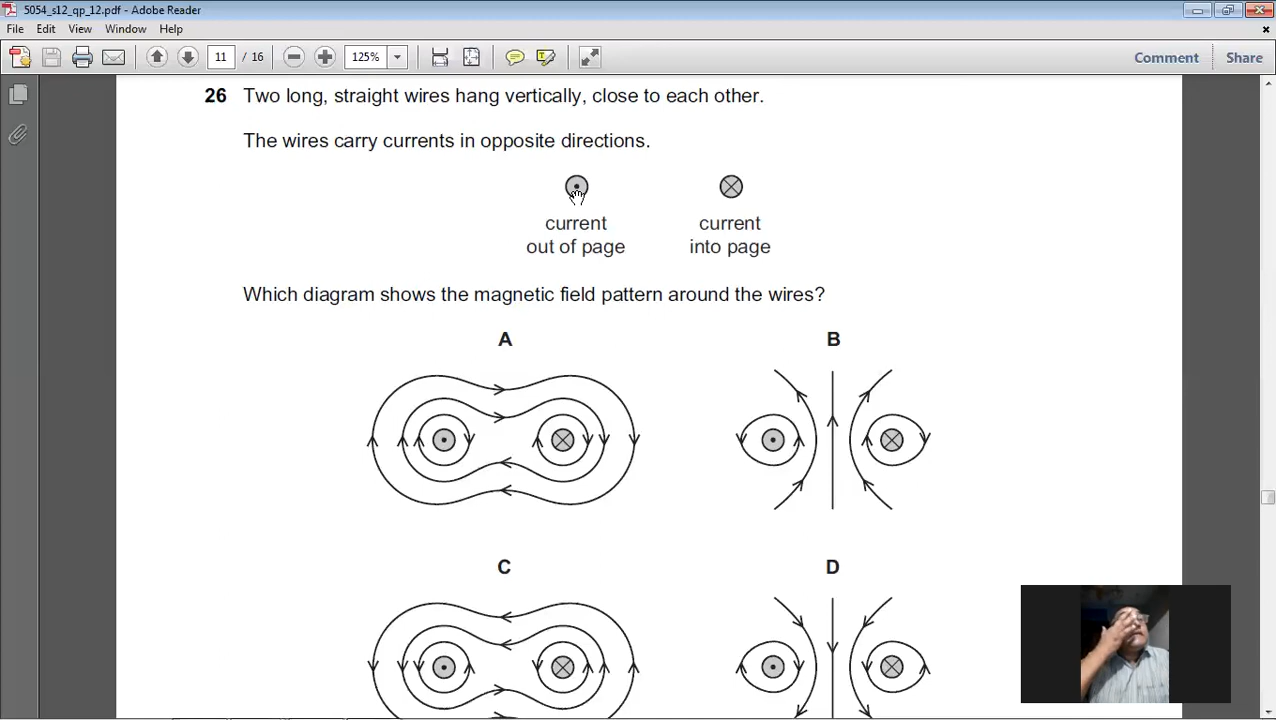 5054_s12_qp_12.pdf - Adobe Reader
File Edit View Window Help
11 / 16 125% Comment Share
26 Two long, straight wires hang vertically, close to each other.
The wires carry currents in opposite directions.
current current
out of page into page
Which diagram shows the magnetic field pattern around the wires?
A B
C D